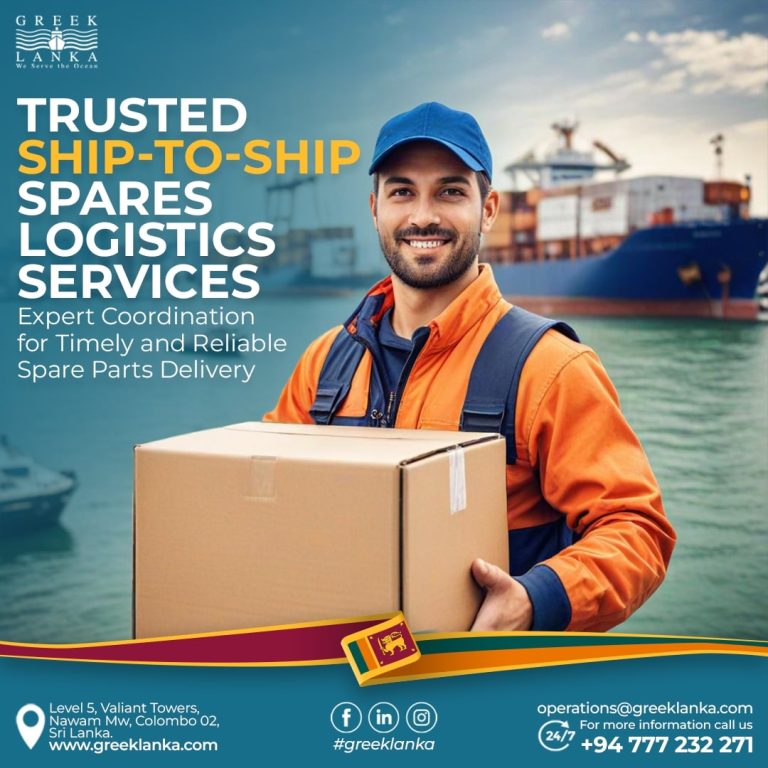 GREEK
LANKA
We Serve the Ocean
TRUSTED
SHIP-TO-SHIP
SPARES
LOGISTICS
SERVICES
Expert Coordination
for Timely and Reliable
Spare Parts Delivery
Level 5, Valiant Towers,
Nawam Mw, Colombo 02,
Sri Lanka.
www.greeklanka.com
f in
#greeklanka
operations@greeklanka.com
24/7
For more information call us
+94 777 232 271